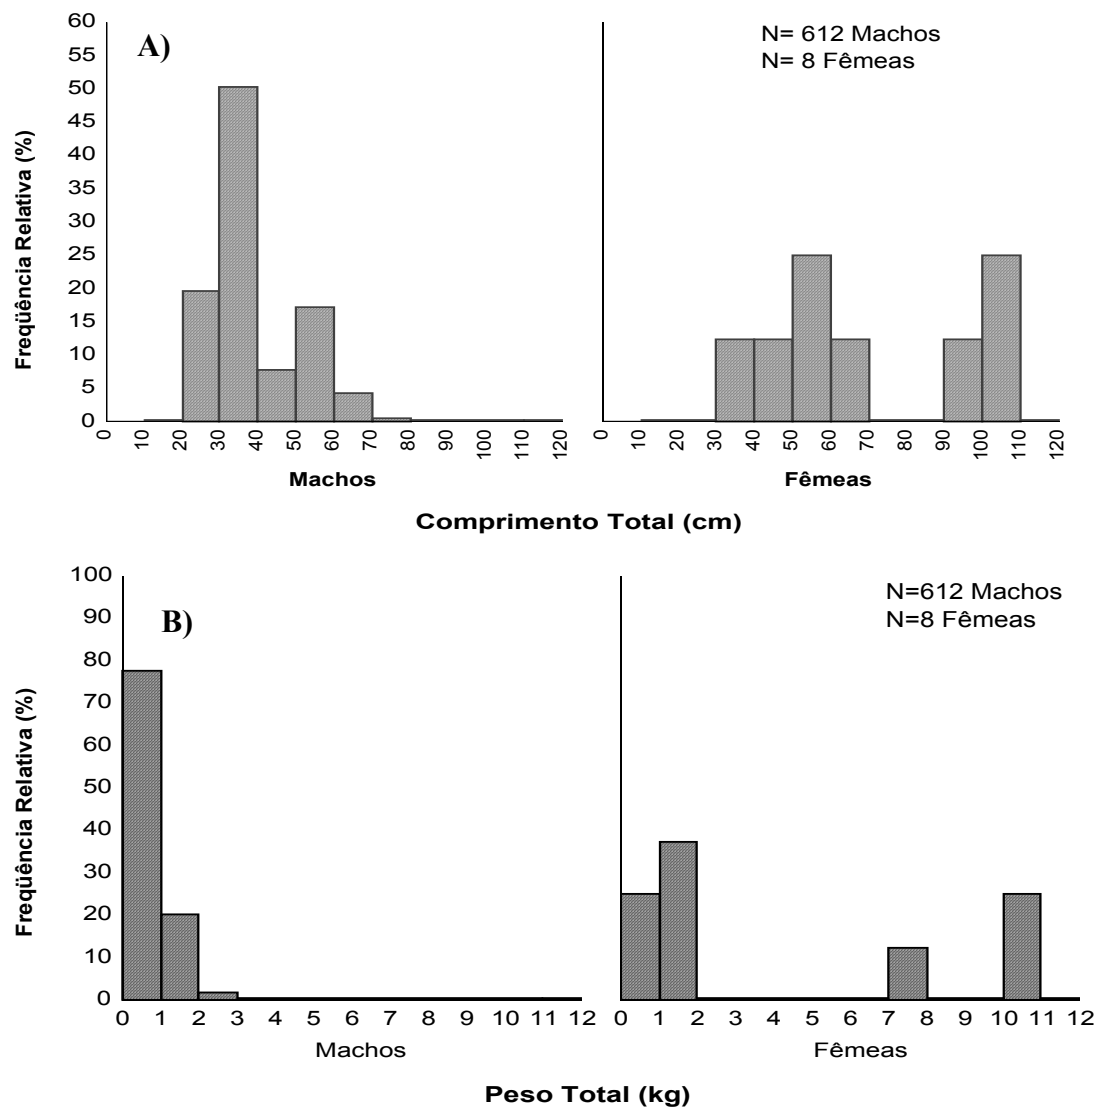 A)
N= 612 Machos
N= 8 Fêmeas
Freqüência Relativa (%)
60
55
50
45
40
35
30
25
20
15
10
5
0
0 10 20 30 40 50 60 70 80 90 100 110 120
0 10 20 30 40 50 60 70 80 90 100 110 120
Machos
Fêmeas
Comprimento Total (cm)
B)
N=612 Machos
N=8 Fêmeas
Freqüência Relativa (%)
100
90
80
70
60
50
40
30
20
10
0
0 1 2 3 4 5 6 7 8 9 10 11 12
0 1 2 3 4 5 6 7 8 9 10 11 12
Machos
Fêmeas
Peso Total (kg)